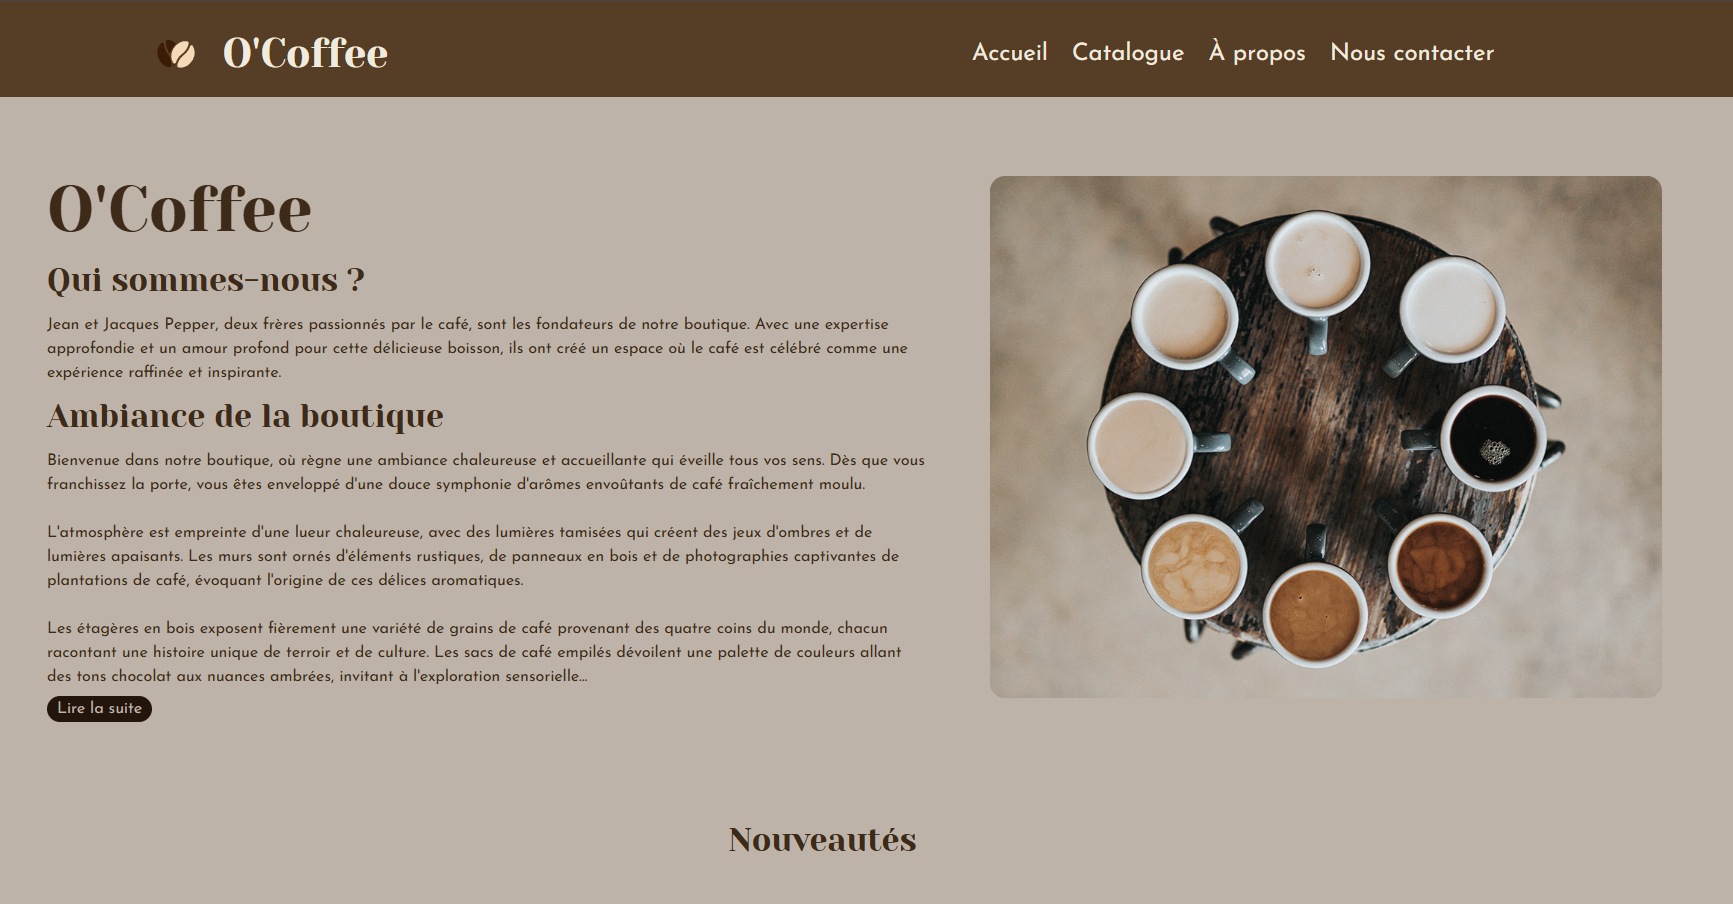 O'Coffee
Accueil Catalogue À propos Nous contacter
O'Coffee
Qui sommes-nous ?
Jean et Jacques Pepper, deux frères passionnés par le café, sont les fondateurs de notre boutique. Avec une expertise
approfondie et un amour profond pour cette délicieuse boisson, ils ont créé un espace où le café est célébré comme une
expérience raffinée et inspirante.
Ambiance de la boutique
Bienvenue dans notre boutique, où règne une ambiance chaleureuse et accueillante qui éveille tous vos sens. Dès que vous
franchissez la porte, vous êtes enveloppé d'une douce symphonie d'arômes envoûtants de café fraîchement moulu.
L'atmosphère est empreinte d'une lueur chaleureuse, avec des lumières tamisées qui créent des jeux d'ombres et de
lumières apaisants. Les murs sont ornés d'éléments rustiques, de panneaux en bois et de photographies captivantes de
plantations de café, évoquant l'origine de ces délices aromatiques.
Les étagères en bois exposent fièrement une variété de grains de café provenant des quatre coins du monde, chacun
racontant une histoire unique de terroir et de culture. Les sacs de café empilés dévoilent une palette de couleurs allant
des tons chocolat aux nuances ambrées, invitant à l'exploration sensorielle...
Lire la suite
Nouveautés